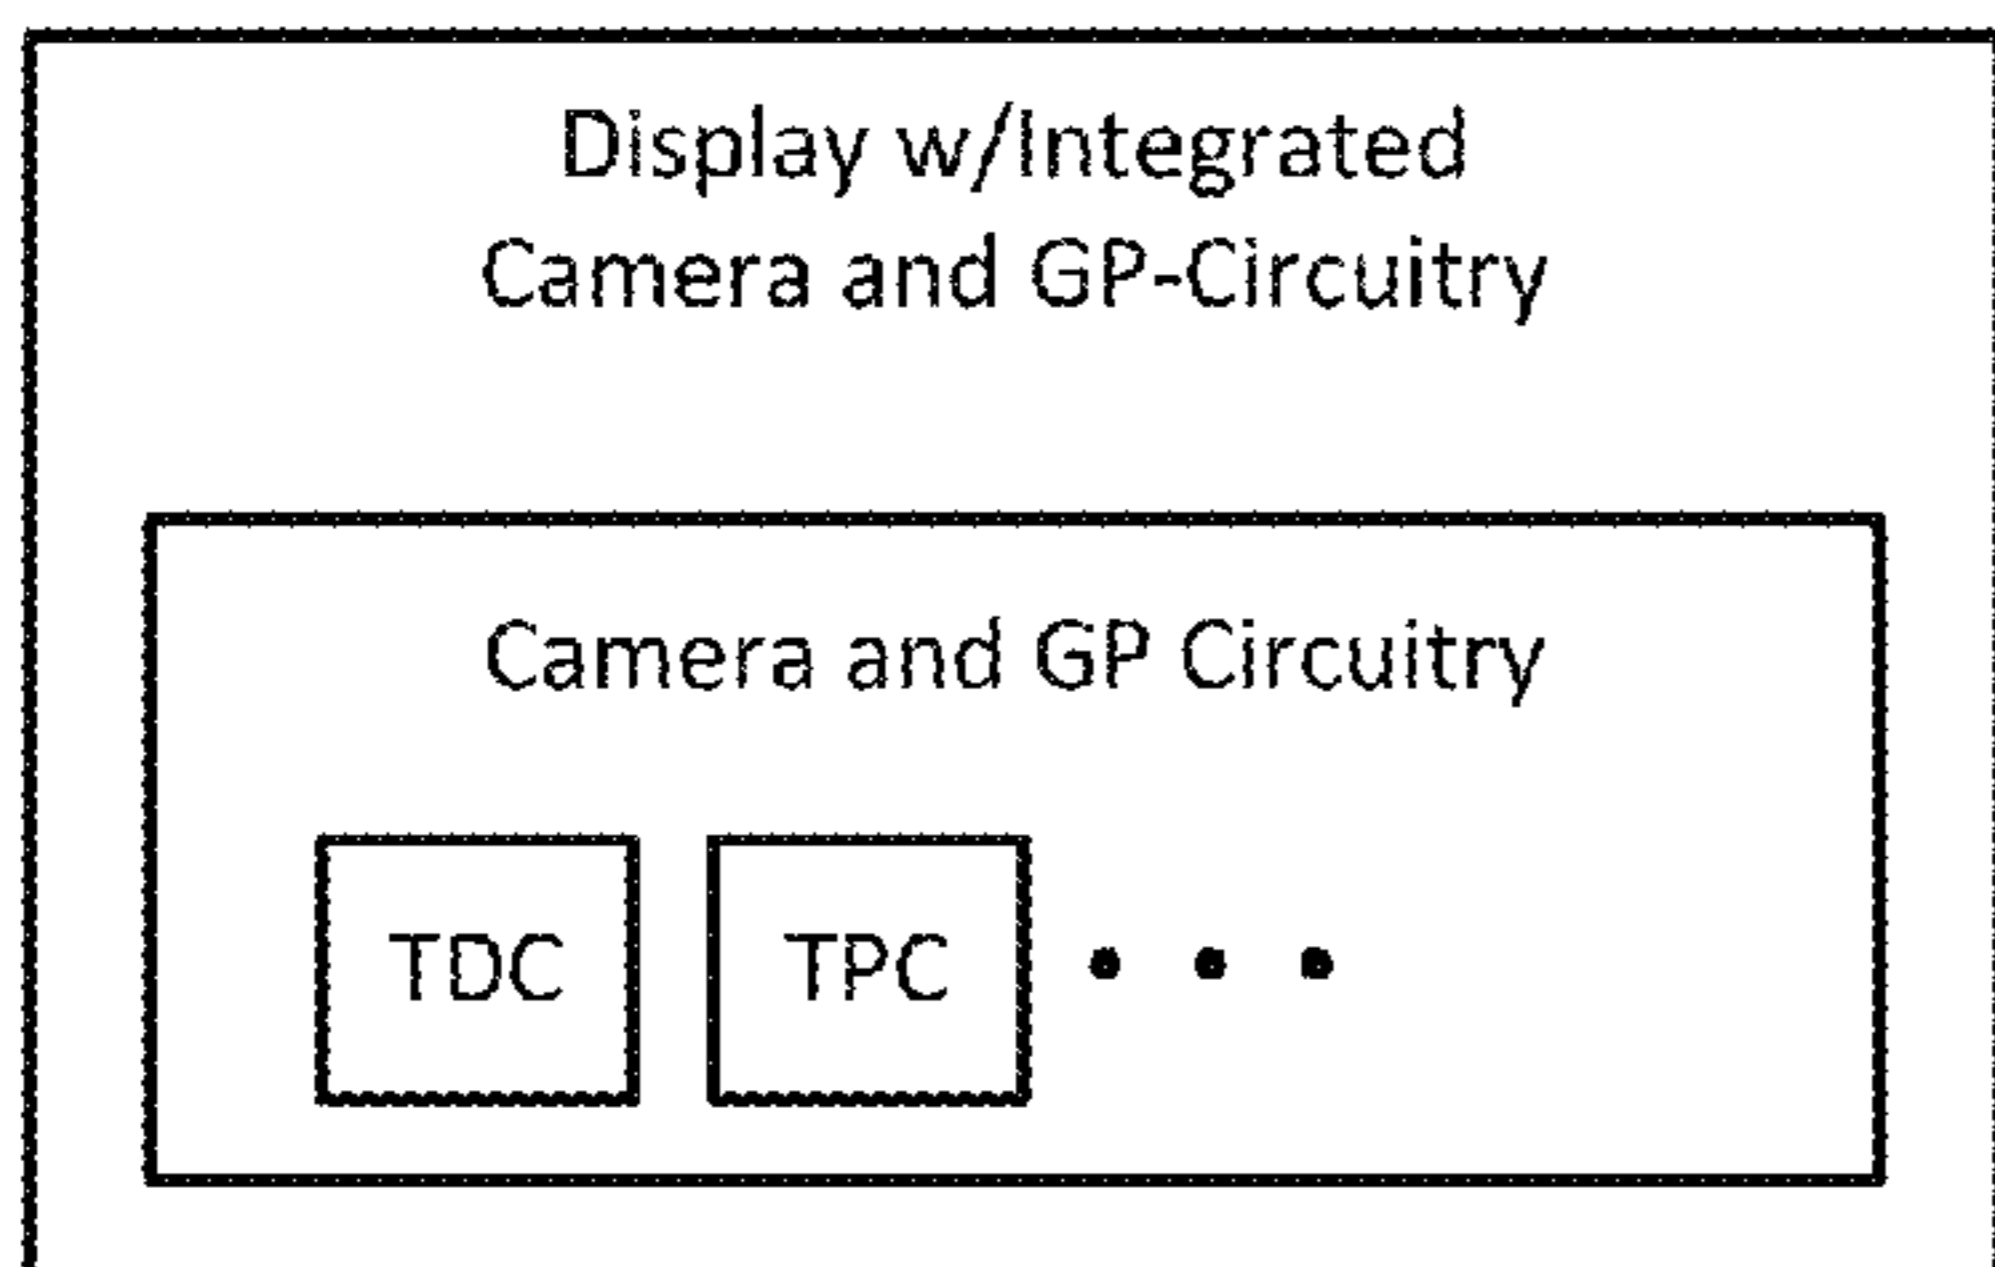 Display w/Integrated
Camera and GP-Circuitry
Camera and GP Circuitry
TDC TPC • • •